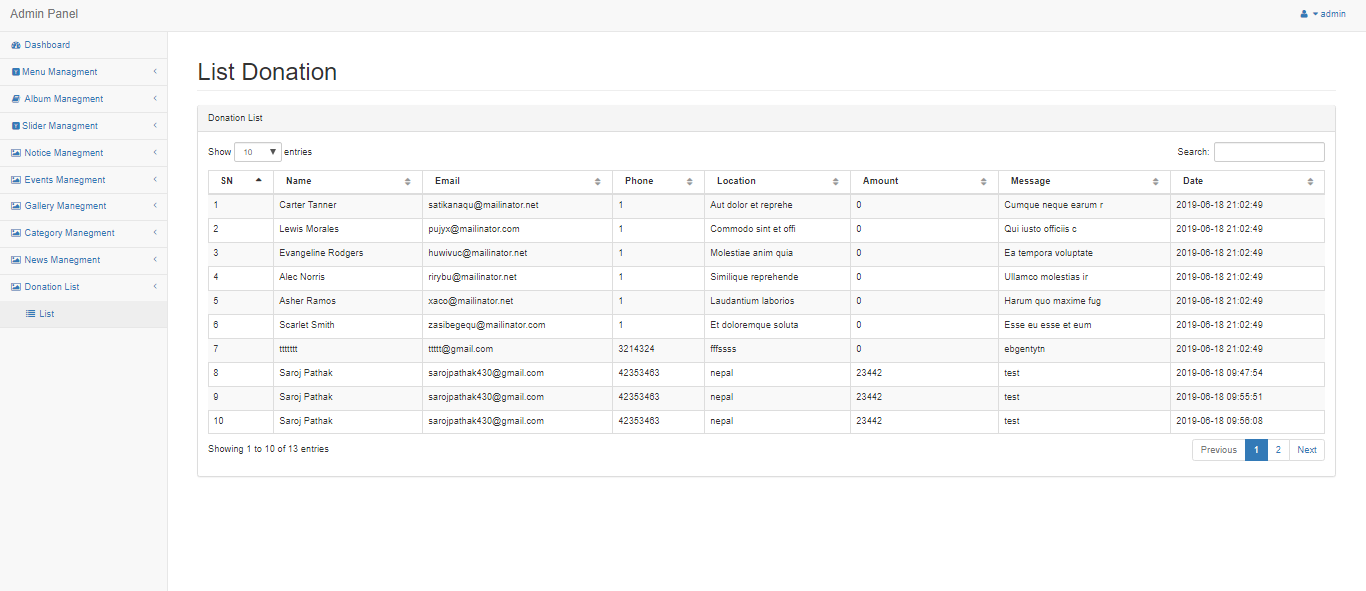 Admin Panel
admin
Dashboard
Menu Managment
Album Manegment
Slider Managment
Notice Manegment
Events Manegment
Gallery Manegment
Category Manegment
News Manegment
Donation List
List
List Donation
Donation List
Show 10 entries
Search:
SN Name Email Phone Location Amount Message Date
1 Carter Tanner satikanaqu@mailinator.net 1 Aut dolor et reprehe 0 Cumque neque earum r 2019-06-18 21:02:49
2 Lewis Morales pujyx@mailinator.com 1 Commodo sint et offi 0 Qui iusto officiis c 2019-06-18 21:02:49
3 Evangeline Rodgers huwivuc@mailinator.net 1 Molestiae anim quia 0 Ea tempora voluptate 2019-06-18 21:02:49
4 Alec Norris rirybu@mailinator.net 1 Similique reprehende 0 Ullamco molestias ir 2019-06-18 21:02:49
5 Asher Ramos xaco@mailinator.net 1 Laudantium laborios 0 Harum quo maxime fug 2019-06-18 21:02:49
6 Scarlet Smith zasibegequ@mailinator.com 1 Et doloremque soluta 0 Esse eu esse et eum 2019-06-18 21:02:49
7 ttttttt ttttt@gmail.com 3214324 fffssss 0 ebgentytn 2019-06-18 21:02:49
8 Saroj Pathak sarojpathak430@gmail.com 42353463 nepal 23442 test 2019-06-18 09:47:54
9 Saroj Pathak sarojpathak430@gmail.com 42353463 nepal 23442 test 2019-06-18 09:55:51
10 Saroj Pathak sarojpathak430@gmail.com 42353463 nepal 23442 test 2019-06-18 09:56:08
Showing 1 to 10 of 13 entries
Previous 1 2 Next